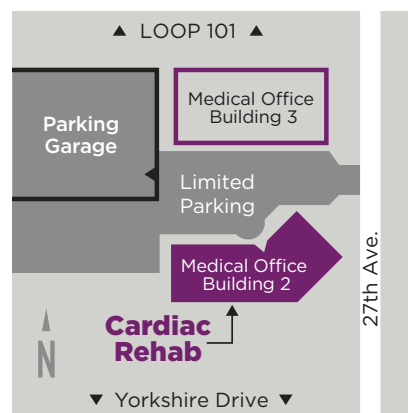 LOOP 101
Medical Office
Building 3
Parking
Garage
Limited
Parking
Medical Office
Building 2
27th Ave.
Cardiac
Rehab
N
Yorkshire Drive